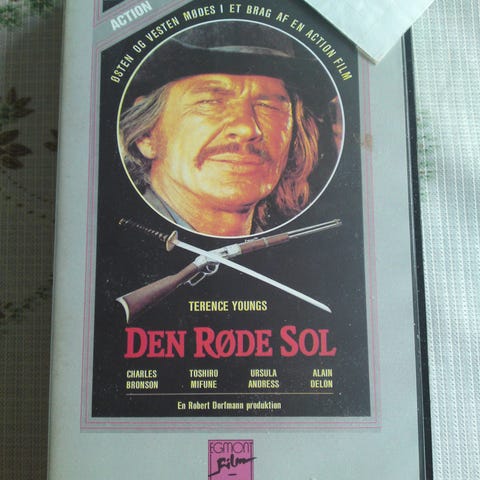 ACTION
ØSTEN OG VESTEN MØDES I ET BRAG AF EN ACTION FILM
TERENCE YOUNGS
DEN RØDE SOL
CHARLES BRONSON
TOSHIRO MIFUNE
URSULA ANDRESS
ALAIN DELON
En Robert Dorfmann produktion
EGMONT
Film